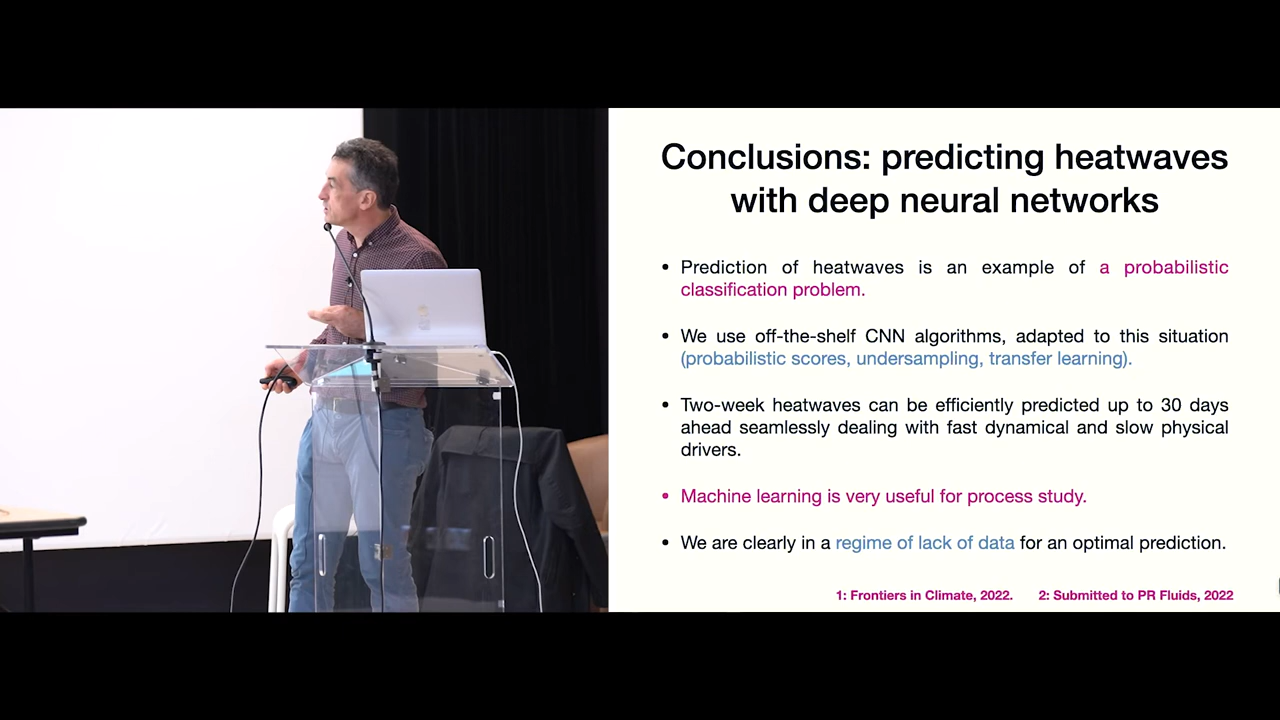 Conclusions: predicting heatwaves
with deep neural networks
• Prediction of heatwaves is an example of a probabilistic
classification problem.
• We use off-the-shelf CNN algorithms, adapted to this situation
(probabilistic scores, undersampling, transfer learning).
• Two-week heatwaves can be efficiently predicted up to 30 days
ahead seamlessly dealing with fast dynamical and slow physical
drivers.
• Machine learning is very useful for process study.
• We are clearly in a regime of lack of data for an optimal prediction.
1: Frontiers in Climate, 2022. 2: Submitted to PR Fluids, 2022